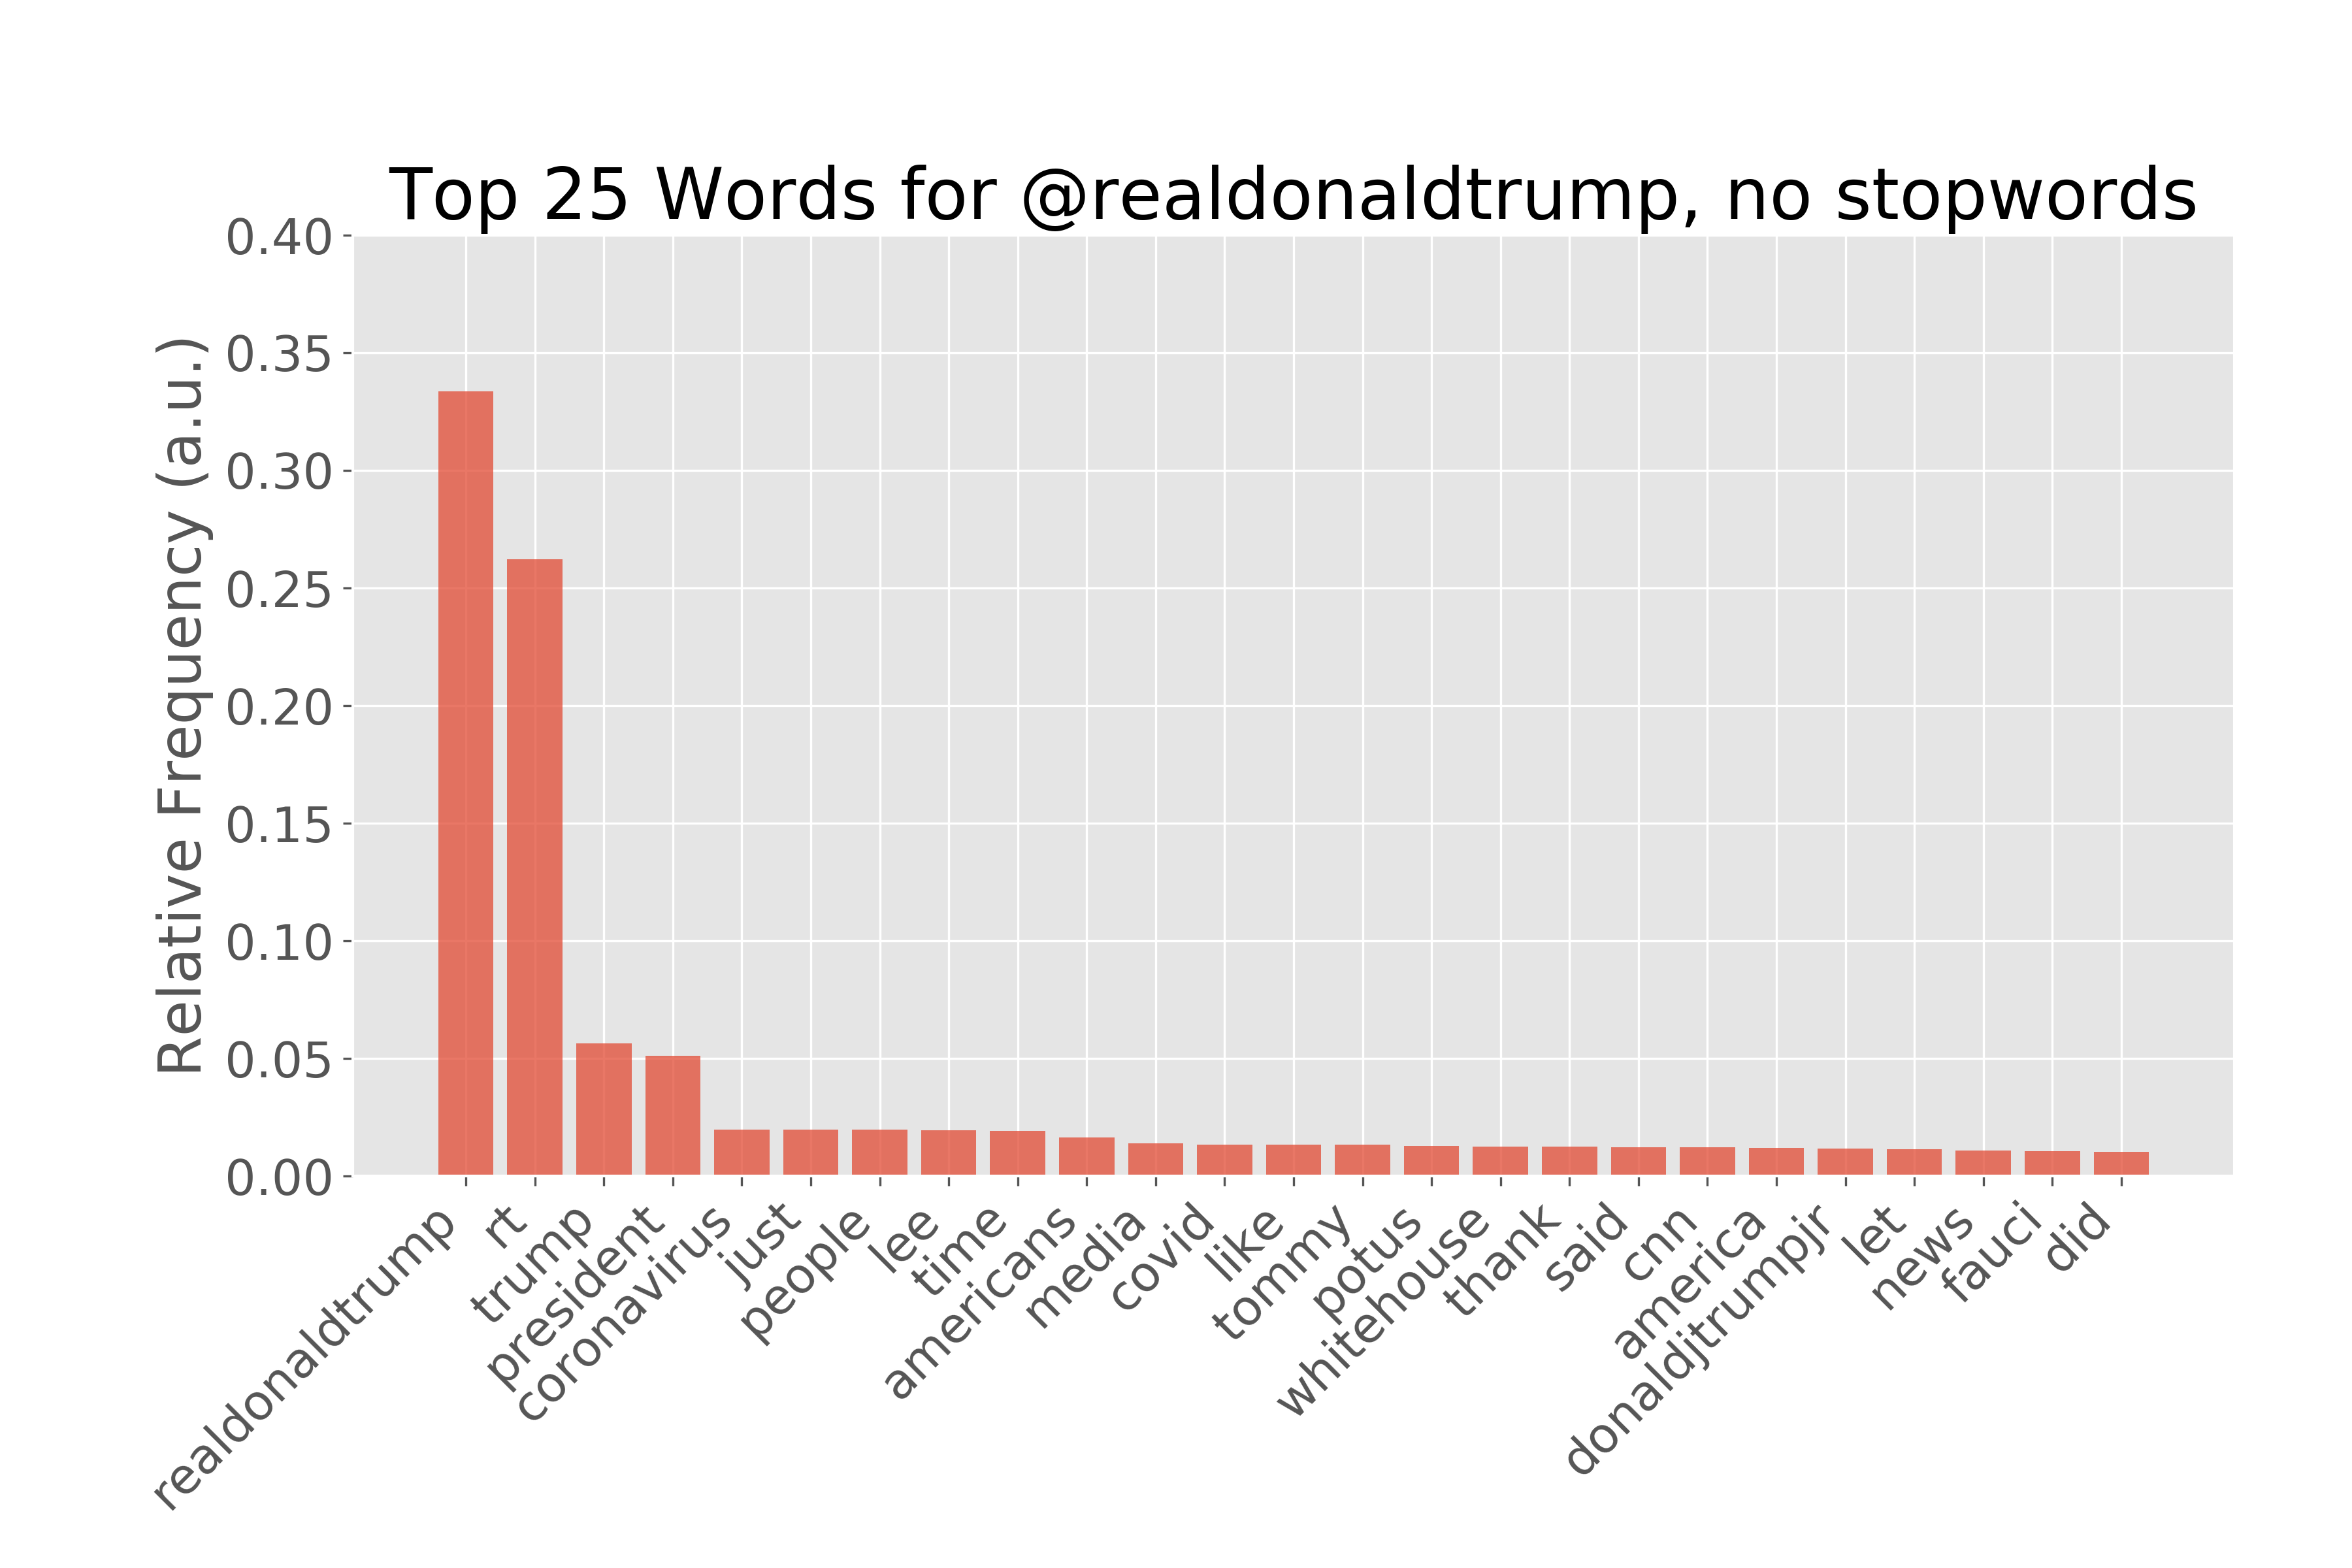 Top 25 Words for @realdonaldtrump, no stopwords
Relative Frequency (a.u.)
0.40
0.35
0.30
0.25
0.20
0.15
0.10
0.05
0.00
realdonaldtrump
rt
trump
president
coronavirus
just
people
lee
time
americans
media
covid
like
tommy
potus
whitehouse
thank
said
cnn
america
donaldjtrumpjr
let
news
fauci
did